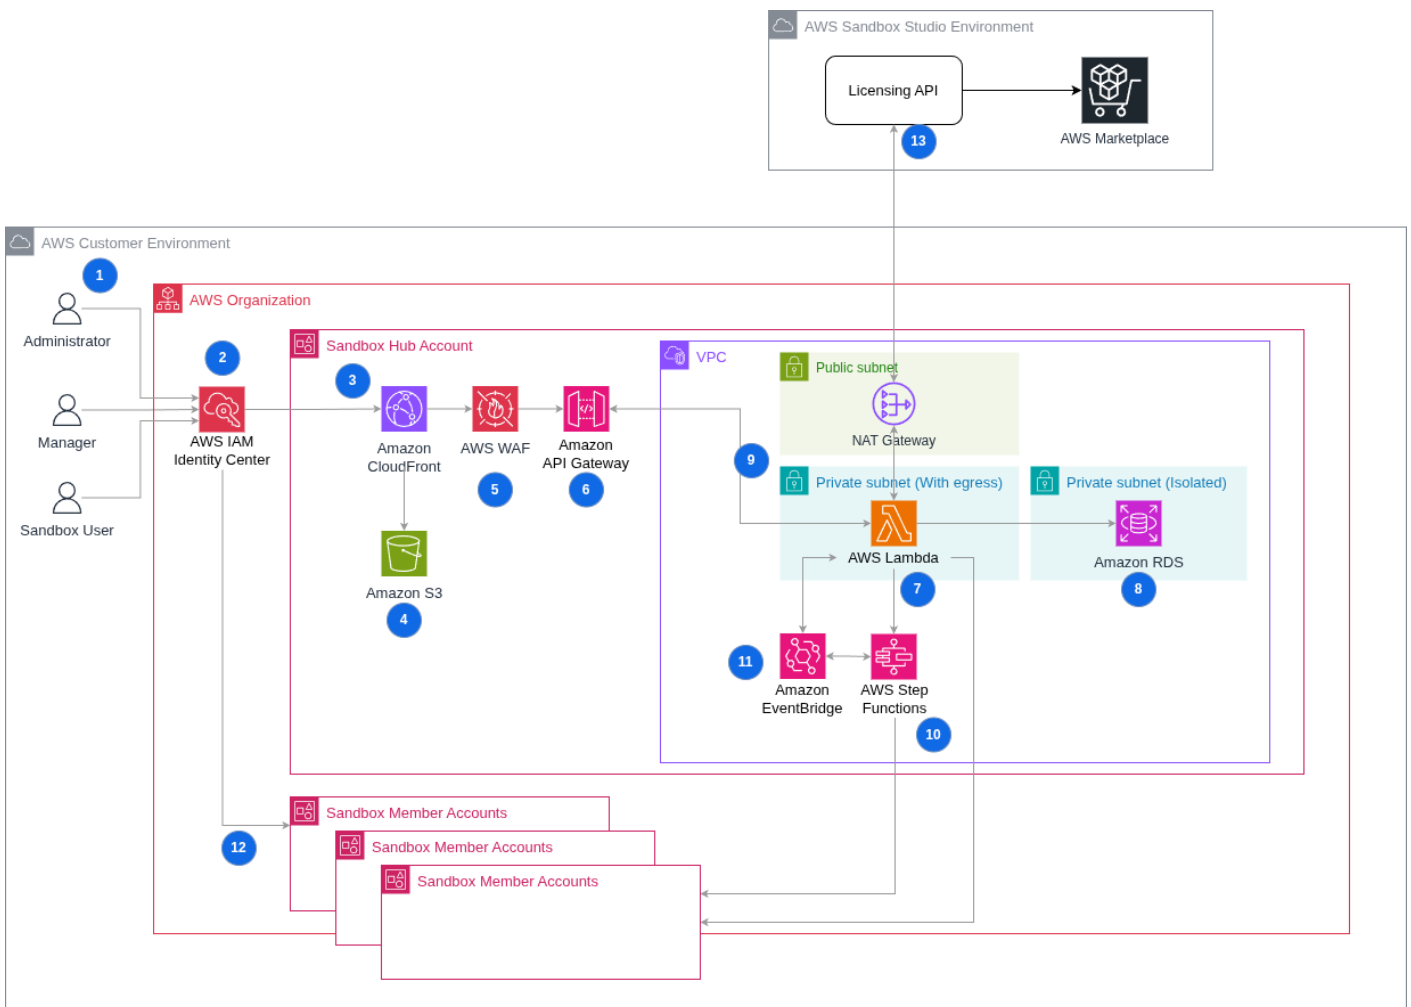 AWS Sandbox Studio Environment
Licensing API
13
AWS Marketplace
AWS Customer Environment
1
Administrator
Manager
Sandbox User
AWS Organization
2
AWS IAM
Identity Center
Sandbox Hub Account
3
Amazon
CloudFront
AWS WAF
5
Amazon
API Gateway
6
Amazon S3
4
VPC
Public subnet
NAT Gateway
9
Private subnet (With egress)
AWS Lambda
7
Private subnet (Isolated)
Amazon RDS
8
11
Amazon
EventBridge
AWS Step
Functions
10
12
Sandbox Member Accounts
Sandbox Member Accounts
Sandbox Member Accounts